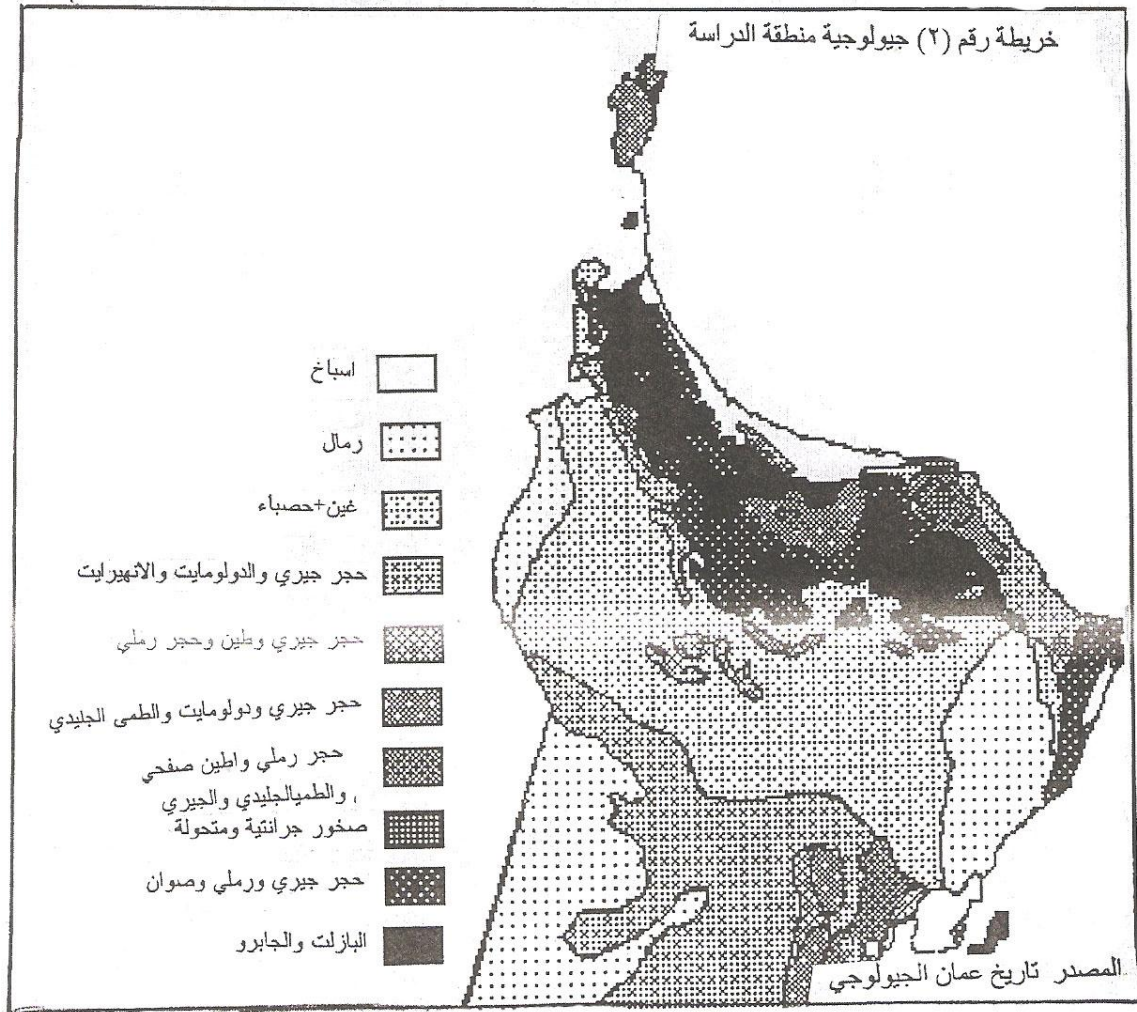 خريطة رقم (٢) جيولوجية منطقة الدراسة
اسباخ
رمال
غين+حصباء
حجر جيري والدولومايت والانهيرايت
حجر جيري وطين وحجر رملي
حجر جيري ودولومايت والطمى الجليدي
حجر رملي واطين صفحي
، والطميالجليدي والجيري
صخور جرانتية ومتحولة
حجر جيري ورملي وصوان
البازلت والجابرو
المصدر تاريخ عمان الجيولوجي